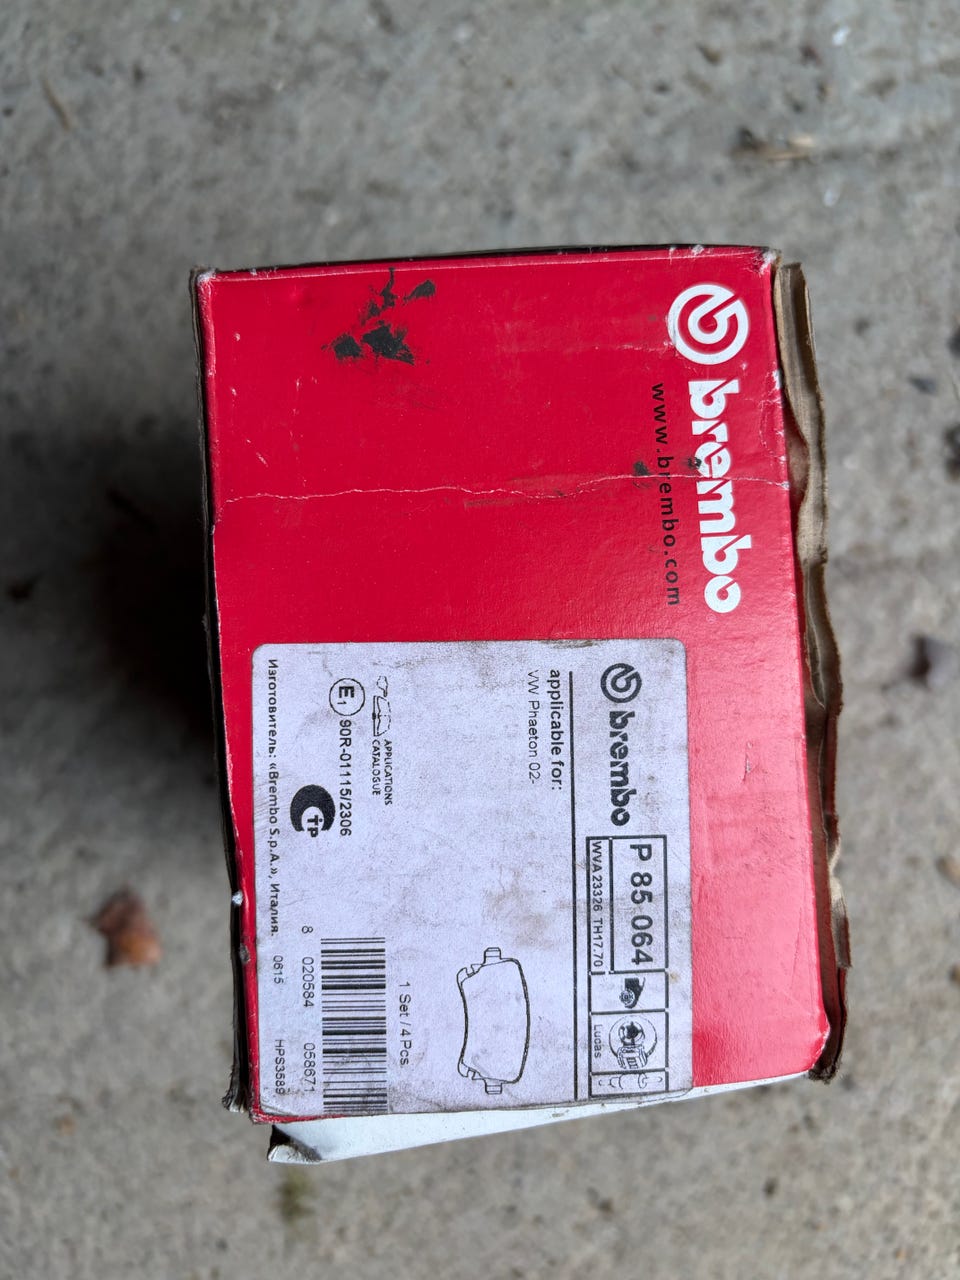 brembo
www.brembo.com
brembo
P 85 064
WVA 23326 TH17.70
Lucas
applicable for:
VW Phaeton 02-
APPLICATIONS
CATALOGUE
E1 90R-01115/2306
1 Set / 4 Pcs
8 020584 058671
Изготовитель: «Brembo S.p.A.», Италия. 0615 HPS3589